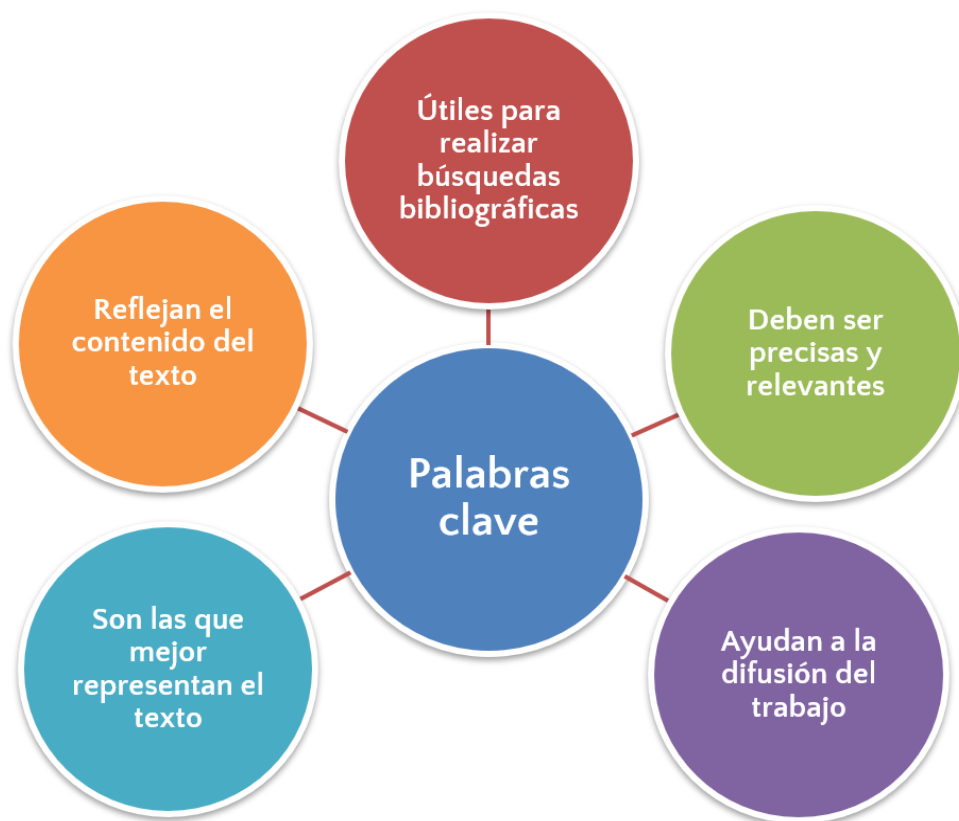 Útiles para
realizar
búsquedas
bibliográficas
Reflejan el
contenido del
texto
Deben ser
precisas y
relevantes
Palabras
clave
Son las que
mejor
representan el
texto
Ayudan a la
difusión del
trabajo